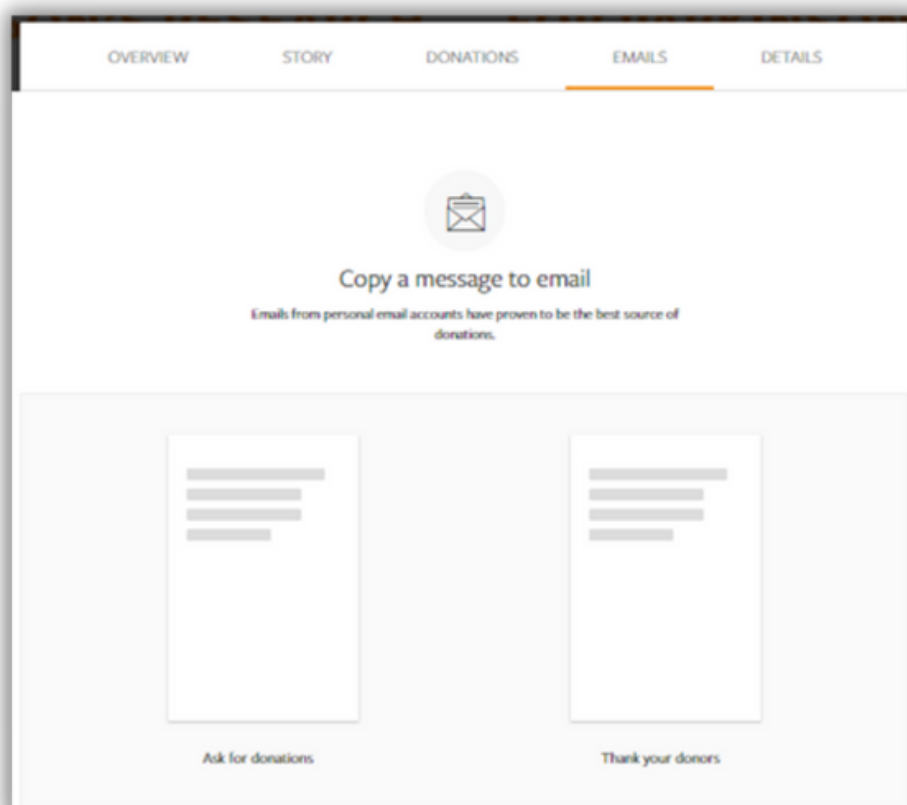 OVERVIEW STORY DONATIONS EMAILS DETAILS
Copy a message to email
Emails from personal email accounts have proven to be the best source of
donations.
Ask for donations Thank your donors